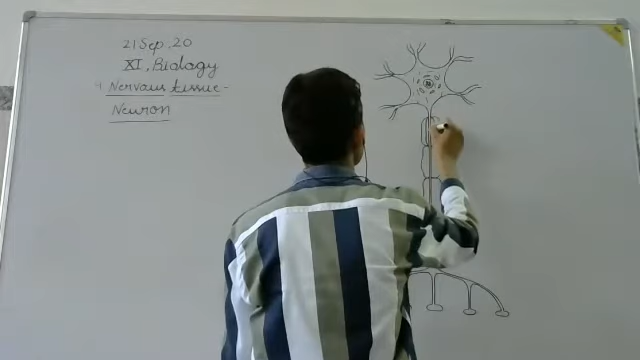 21 Sep, 20
XI, Biology
Nervous tissue -
Neuron
N